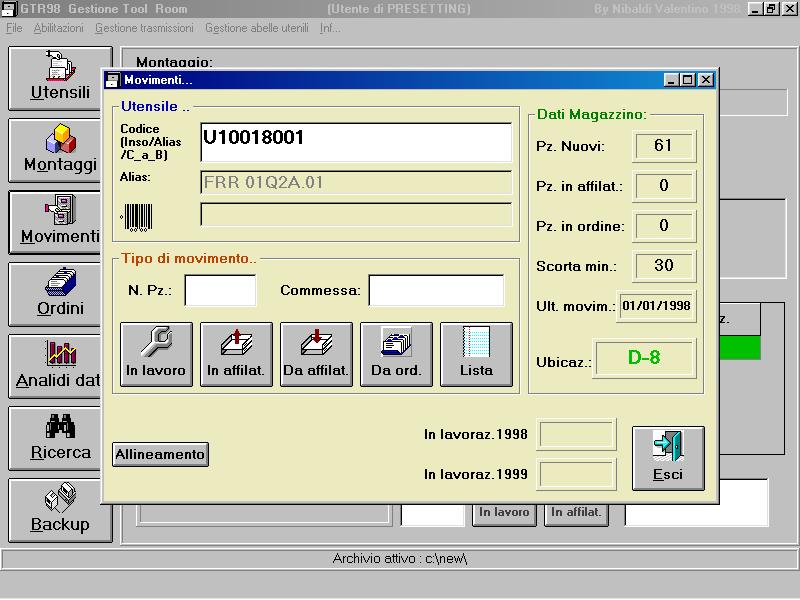 GTR98 Gestione Tool Room (Utente di PRESETTING) By Nibaldi Valentino 1998
File Abilitazioni Gestione trasmissioni Gestione abelle utenili Inf...
Utensili
Montaggi
Movimenti
Ordini
Analidi dat
Ricerca
Backup
Montaggio:
Movimenti...
Utensile ..
Codice
(Inso/Alias
/C_a_B)
U10018001
Alias:
FRR 01Q2A.01
Tipo di movimento..
N. Pz.:
Commessa:
In lavoro
In affilat.
Da affilat.
Da ord.
Lista
Dati Magazzino:
Pz. Nuovi: 61
Pz. in affilat.: 0
Pz. in ordine: 0
Scorta min.: 30
Ult. movim.: 01/01/1998
Ubicaz.: D-8
z.
In lavoraz.1998
In lavoraz.1999
Allineamento
Esci
In lavoro
In affilat.
Archivio attivo : c:\new\